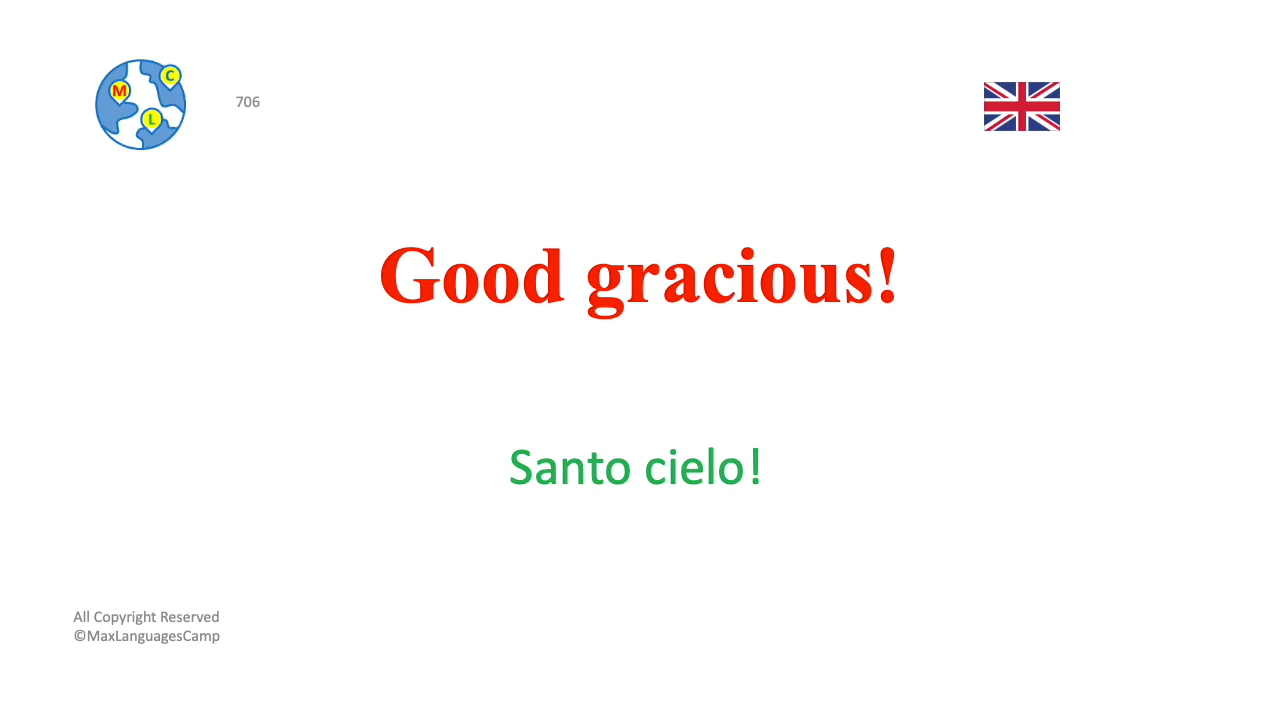 C
M
L
706
Good gracious!
Santo cielo!
All Copyright Reserved
©MaxLanguagesCamp